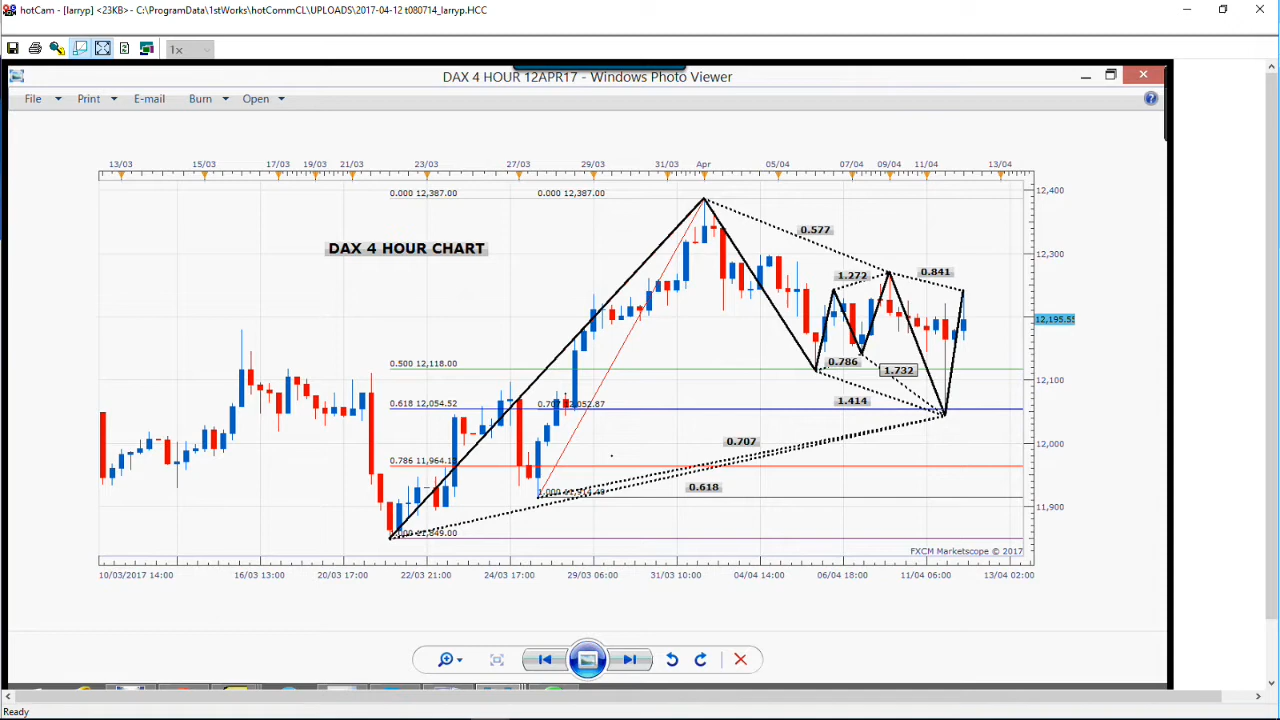 hotCam - [larryp] <23KB> - C:\ProgramData\1stWorks\hotCommCL\UPLOADS\2017-04-12 t080714_larryp.HCC
1x
DAX 4 HOUR 12APR17 - Windows Photo Viewer
File Print E-mail Burn Open
13/03 15/03 17/03 19/03 21/03 23/03 27/03 29/03 31/03 Apr 05/04 07/04 09/04 11/04 13/04
0.000 12,387.00 0.000 12,387.00 12,400
0.577
DAX 4 HOUR CHART 12,300
1.272 0.841
12,195.55
0.500 12,118.00 0.786 1.732
12,100
0.618 12,054.52 0.707 12,052.87 1.414
0.707 12,000
0.786 11,964.13
0.618
11,900
11,849.00
FXCM Marketscope © 2017
10/03/2017 14:00 16/03 13:00 20/03 17:00 22/03 21:00 24/03 17:00 29/03 06:00 31/03 10:00 04/04 14:00 06/04 18:00 11/04 06:00 13/04 02:00
Ready